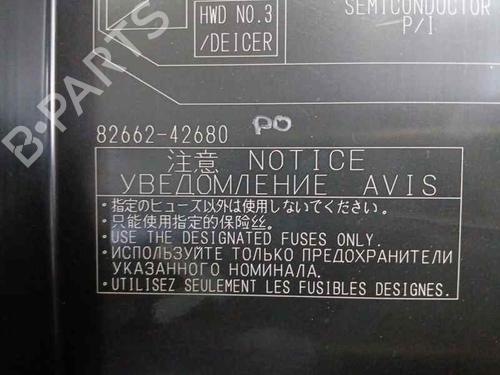 HWD NO.3
/DEICER
SEMICONDUCTOR
P/I
B-PARTS
82662-42680 PO
注意 NOTICE
УВЕДОМЛЕНИЕ AVIS
・指定のヒューズ以外は使用しないでください。
・只能使用指定的保险丝。
・USE THE DESIGNATED FUSES ONLY.
・ИСПОЛЬЗУЙТЕ ТОЛЬКО ПРЕДОХРАНИТЕЛИ
УКАЗАННОГО НОМИНАЛА.
・UTILISEZ SEULEMENT LES FUSIBLES DESIGNES.